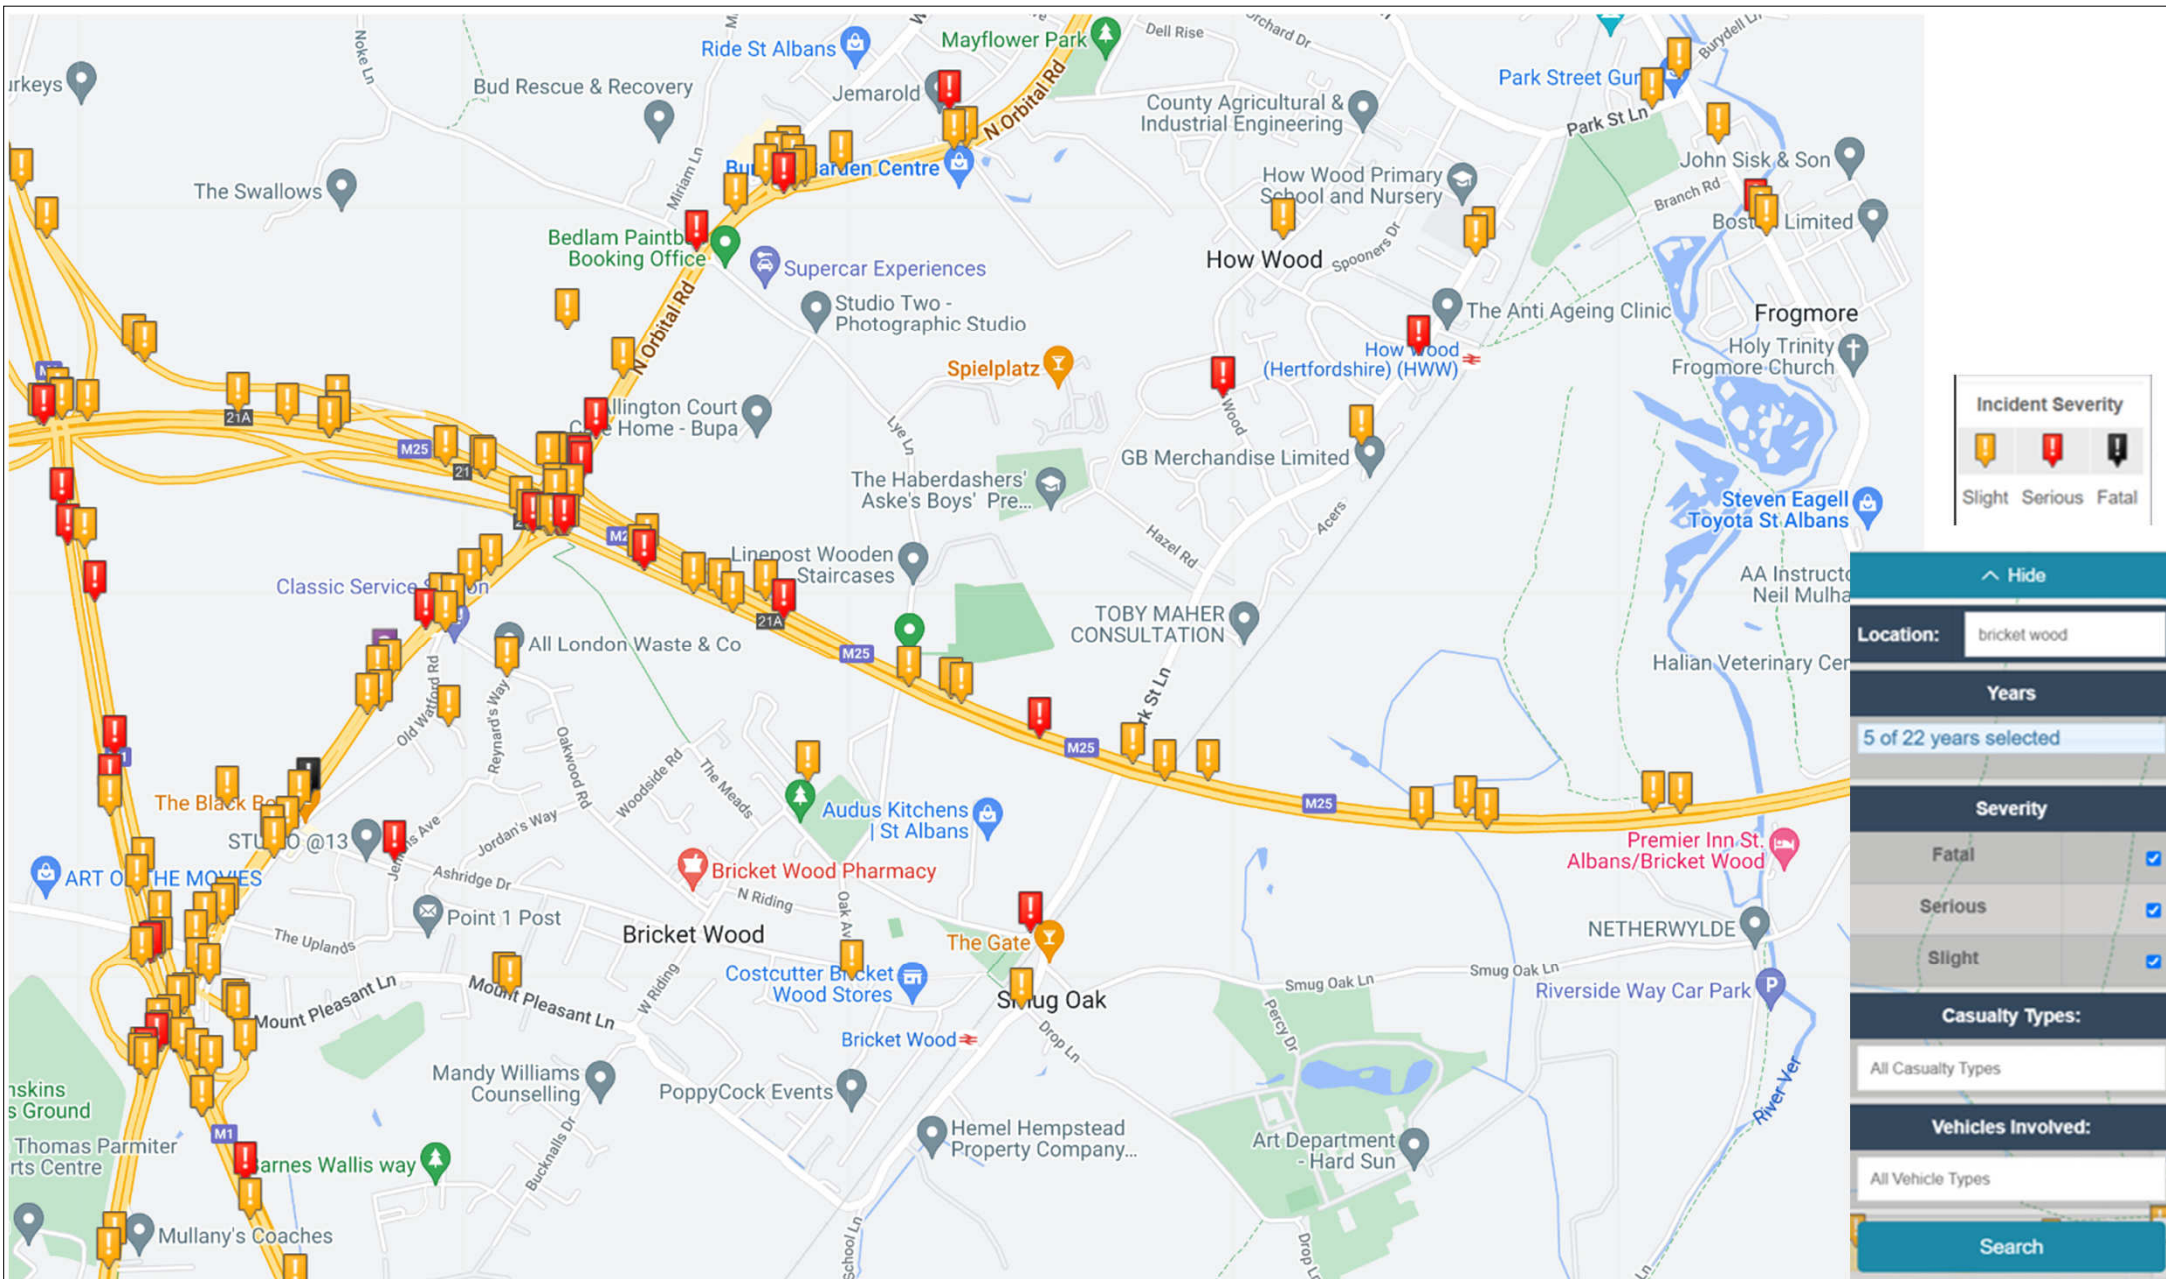 Noke Ln
Ride St Albans
Mayflower Park
Dell Rise
Orchard Dr
Burydell Ln
Bud Rescue & Recovery
Jemarold
N Orbital Rd
County Agricultural &
Industrial Engineering
Park Street
Park St Ln
The Swallows
Miriam Ln
Garden Centre
How Wood Primary
School and Nursery
John Sisk & Son
Branch Rd
Limited
Bedlam
Booking Office
Supercar Experiences
How Wood
Spooners Dr
N Orbital Rd
Studio Two -
Photographic Studio
The Anti Ageing Clinic
Frogmore
Spielplatz
How Wood
(Hertfordshire) (HWW)
Holy Trinity
Frogmore Church
Incident Severity
Slight Serious Fatal
21A
M25
21
Court
Home - Bupa
Lye Ln
Wood
GB Merchandise Limited
The Haberdashers'
Aske's Boys' Pre...
Acers
Hazel Rd
Steven Eagell
Toyota St Albans
Linepost Wooden
Staircases
Classic Service
21A
M25
AA Instructo
Neil Mulha
TOBY MAHER
CONSULTATION
All London Waste & Co
Halian Veterinary Cer
Old Watford Rd
Reynard's Way
Oakwood Rd
Woodside Rd
The Meads
M25
M25
The Black
Audus Kitchens
| St Albans
@13
Jordan's Way
Ashridge Dr
ART
MOVIES
Bricket Wood Pharmacy
Premier Inn St.
Albans/Bricket Wood
N Riding
Oak Av
Point 1 Post
The Uplands
Bricket Wood
The Gate
NETHERWYLDE
Costcutter Bricket
Wood Stores
Smug Oak
Smug Oak Ln
Smug Oak Ln
Riverside Way Car Park
Mount Pleasant Ln
Mount Pleasant Ln
W Riding
Bricket Wood
Drop Ln
Percy Dr
Mandy Williams
Counselling
PoppyCock Events
River Ver
nskins
s Ground
M1
Thomas Parmiter
rts Centre
Barnes Wallis way
Bucknalls Dr
Hemel Hempstead
Property Company...
Art Department
- Hard Sun
Mullany's Coaches
School Ln
Drop Ln
Ln
Hide
Location: bricket wood
Years
5 of 22 years selected
Severity
Fatal
Serious
Slight
Casualty Types:
All Casualty Types
Vehicles Involved:
All Vehicle Types
Search